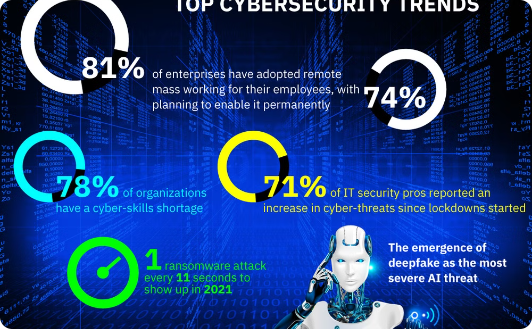 TOP CYBERSECURITY TRENDS
81% of enterprises have adopted remote
mass working for their employees, with
planning to enable it permanently
74%
78% of organizations
have a cyber-skills shortage
71% of IT security pros reported an
increase in cyber-threats since lockdowns started
1 ransomware attack
every 11 seconds to
show up in 2021
The emergence of
deepfake as the most
severe AI threat